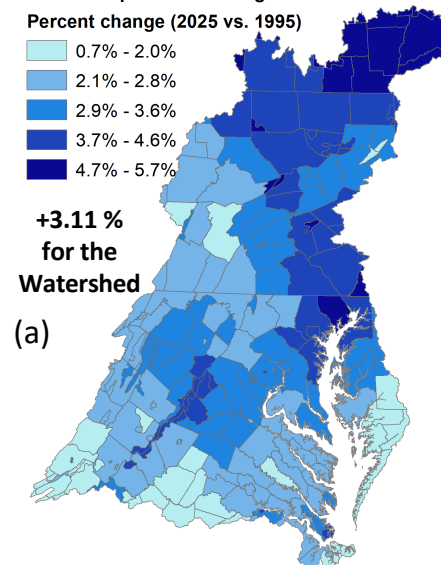 Percent change (2025 vs. 1995)
0.7% - 2.0%
2.1% - 2.8%
2.9% - 3.6%
3.7% - 4.6%
4.7% - 5.7%
+3.11 %
for the
Watershed
(a)